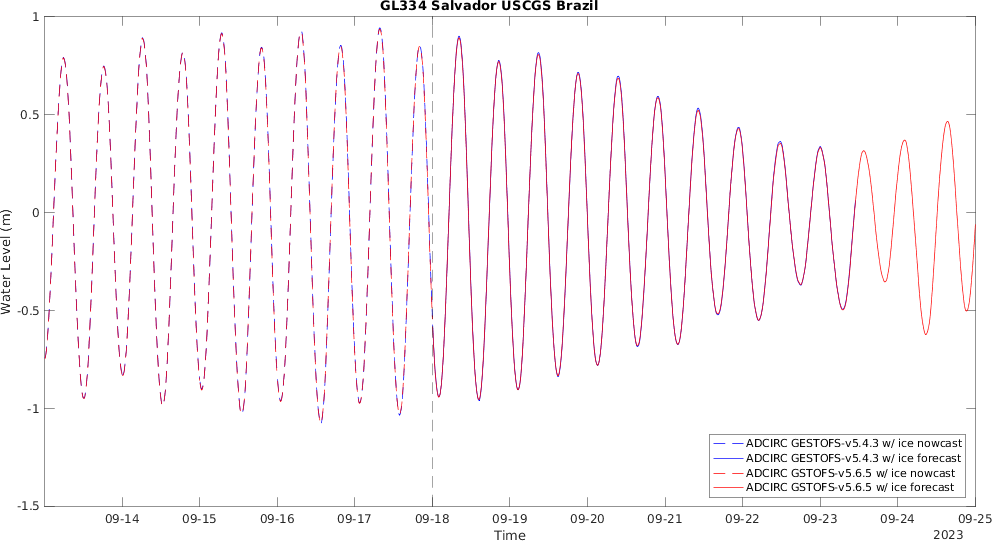 GL334 Salvador USCGS Brazil
Water Level (m)
1
0.5
0
-0.5
-1
-1.5
ADCIRC GESTOFS-v5.4.3 w/ ice nowcast
ADCIRC GESTOFS-v5.4.3 w/ ice forecast
ADCIRC GSTOFS-v5.6.5 w/ ice nowcast
ADCIRC GSTOFS-v5.6.5 w/ ice forecast
09-14 09-15 09-16 09-17 09-18 09-19 09-20 09-21 09-22 09-23 09-24 09-25
Time
2023